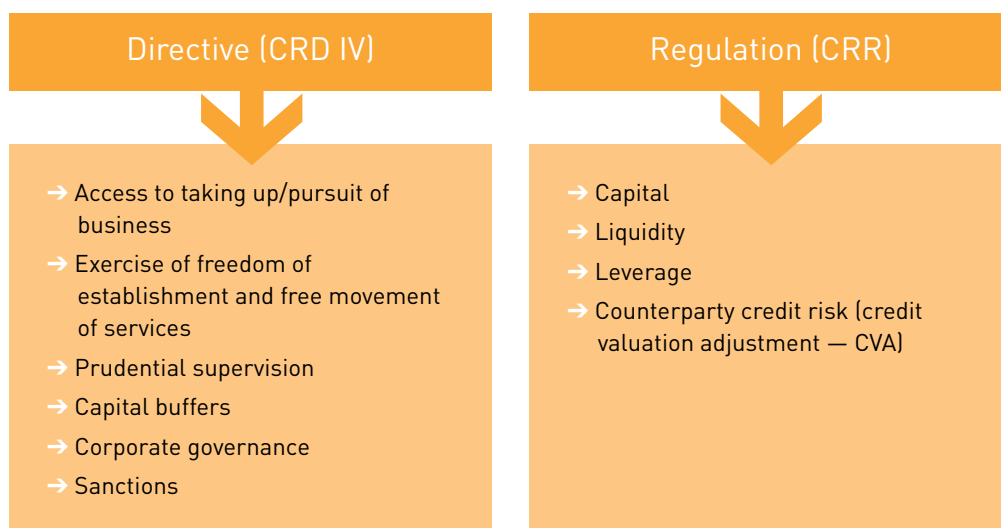 Directive (CRD IV)
➔ Access to taking up/pursuit of
business
➔ Exercise of freedom of
establishment and free movement
of services
➔ Prudential supervision
➔ Capital buffers
➔ Corporate governance
➔ Sanctions
Regulation (CRR)
➔ Capital
➔ Liquidity
➔ Leverage
➔ Counterparty credit risk (credit
valuation adjustment — CVA)